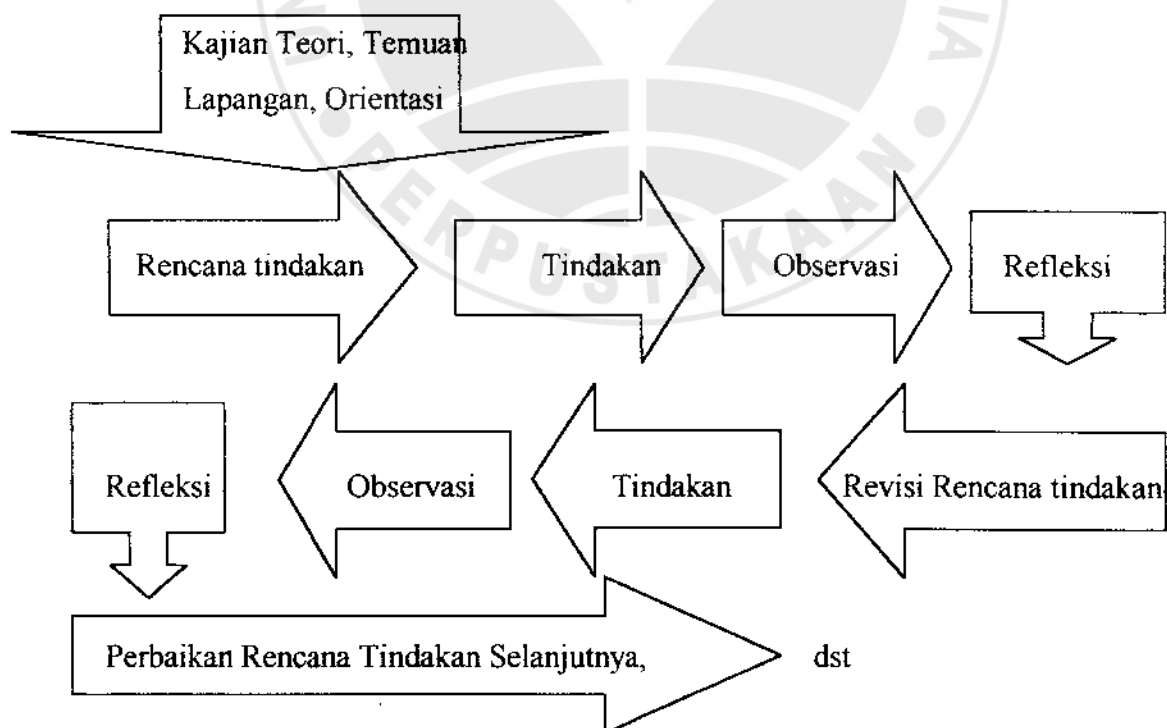 Kajian Teori, Temuan
Lapangan, Orientasi
Rencana tindakan
Tindakan
Observasi
Refleksi
Revisi Rencana tindakan
Tindakan
Observasi
Refleksi
Perbaikan Rencana Tindakan Selanjutnya,
dst
PERPUSTAKAAN